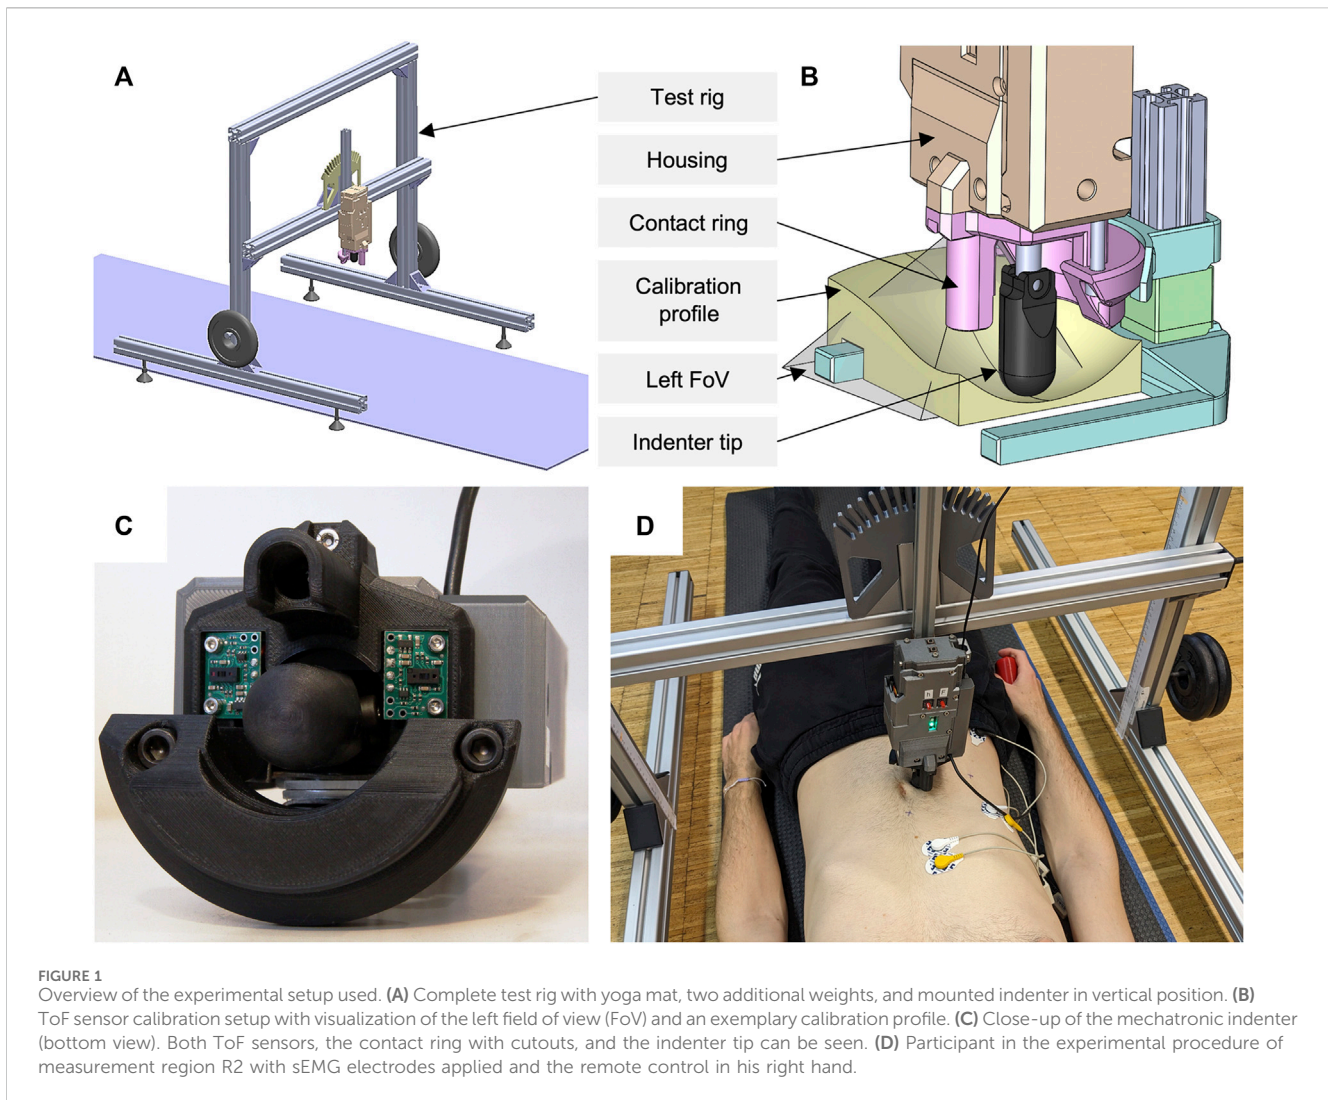 A
B
Test rig
Housing
Contact ring
Calibration
profile
Left FoV
Indenter tip
C
D
FIGURE 1
Overview of the experimental setup used. (A) Complete test rig with yoga mat, two additional weights, and mounted indenter in vertical position. (B)
ToF sensor calibration setup with visualization of the left field of view (FoV) and an exemplary calibration profile. (C) Close-up of the mechatronic indenter
(bottom view). Both ToF sensors, the contact ring with cutouts, and the indenter tip can be seen. (D) Participant in the experimental procedure of
measurement region R2 with sEMG electrodes applied and the remote control in his right hand.